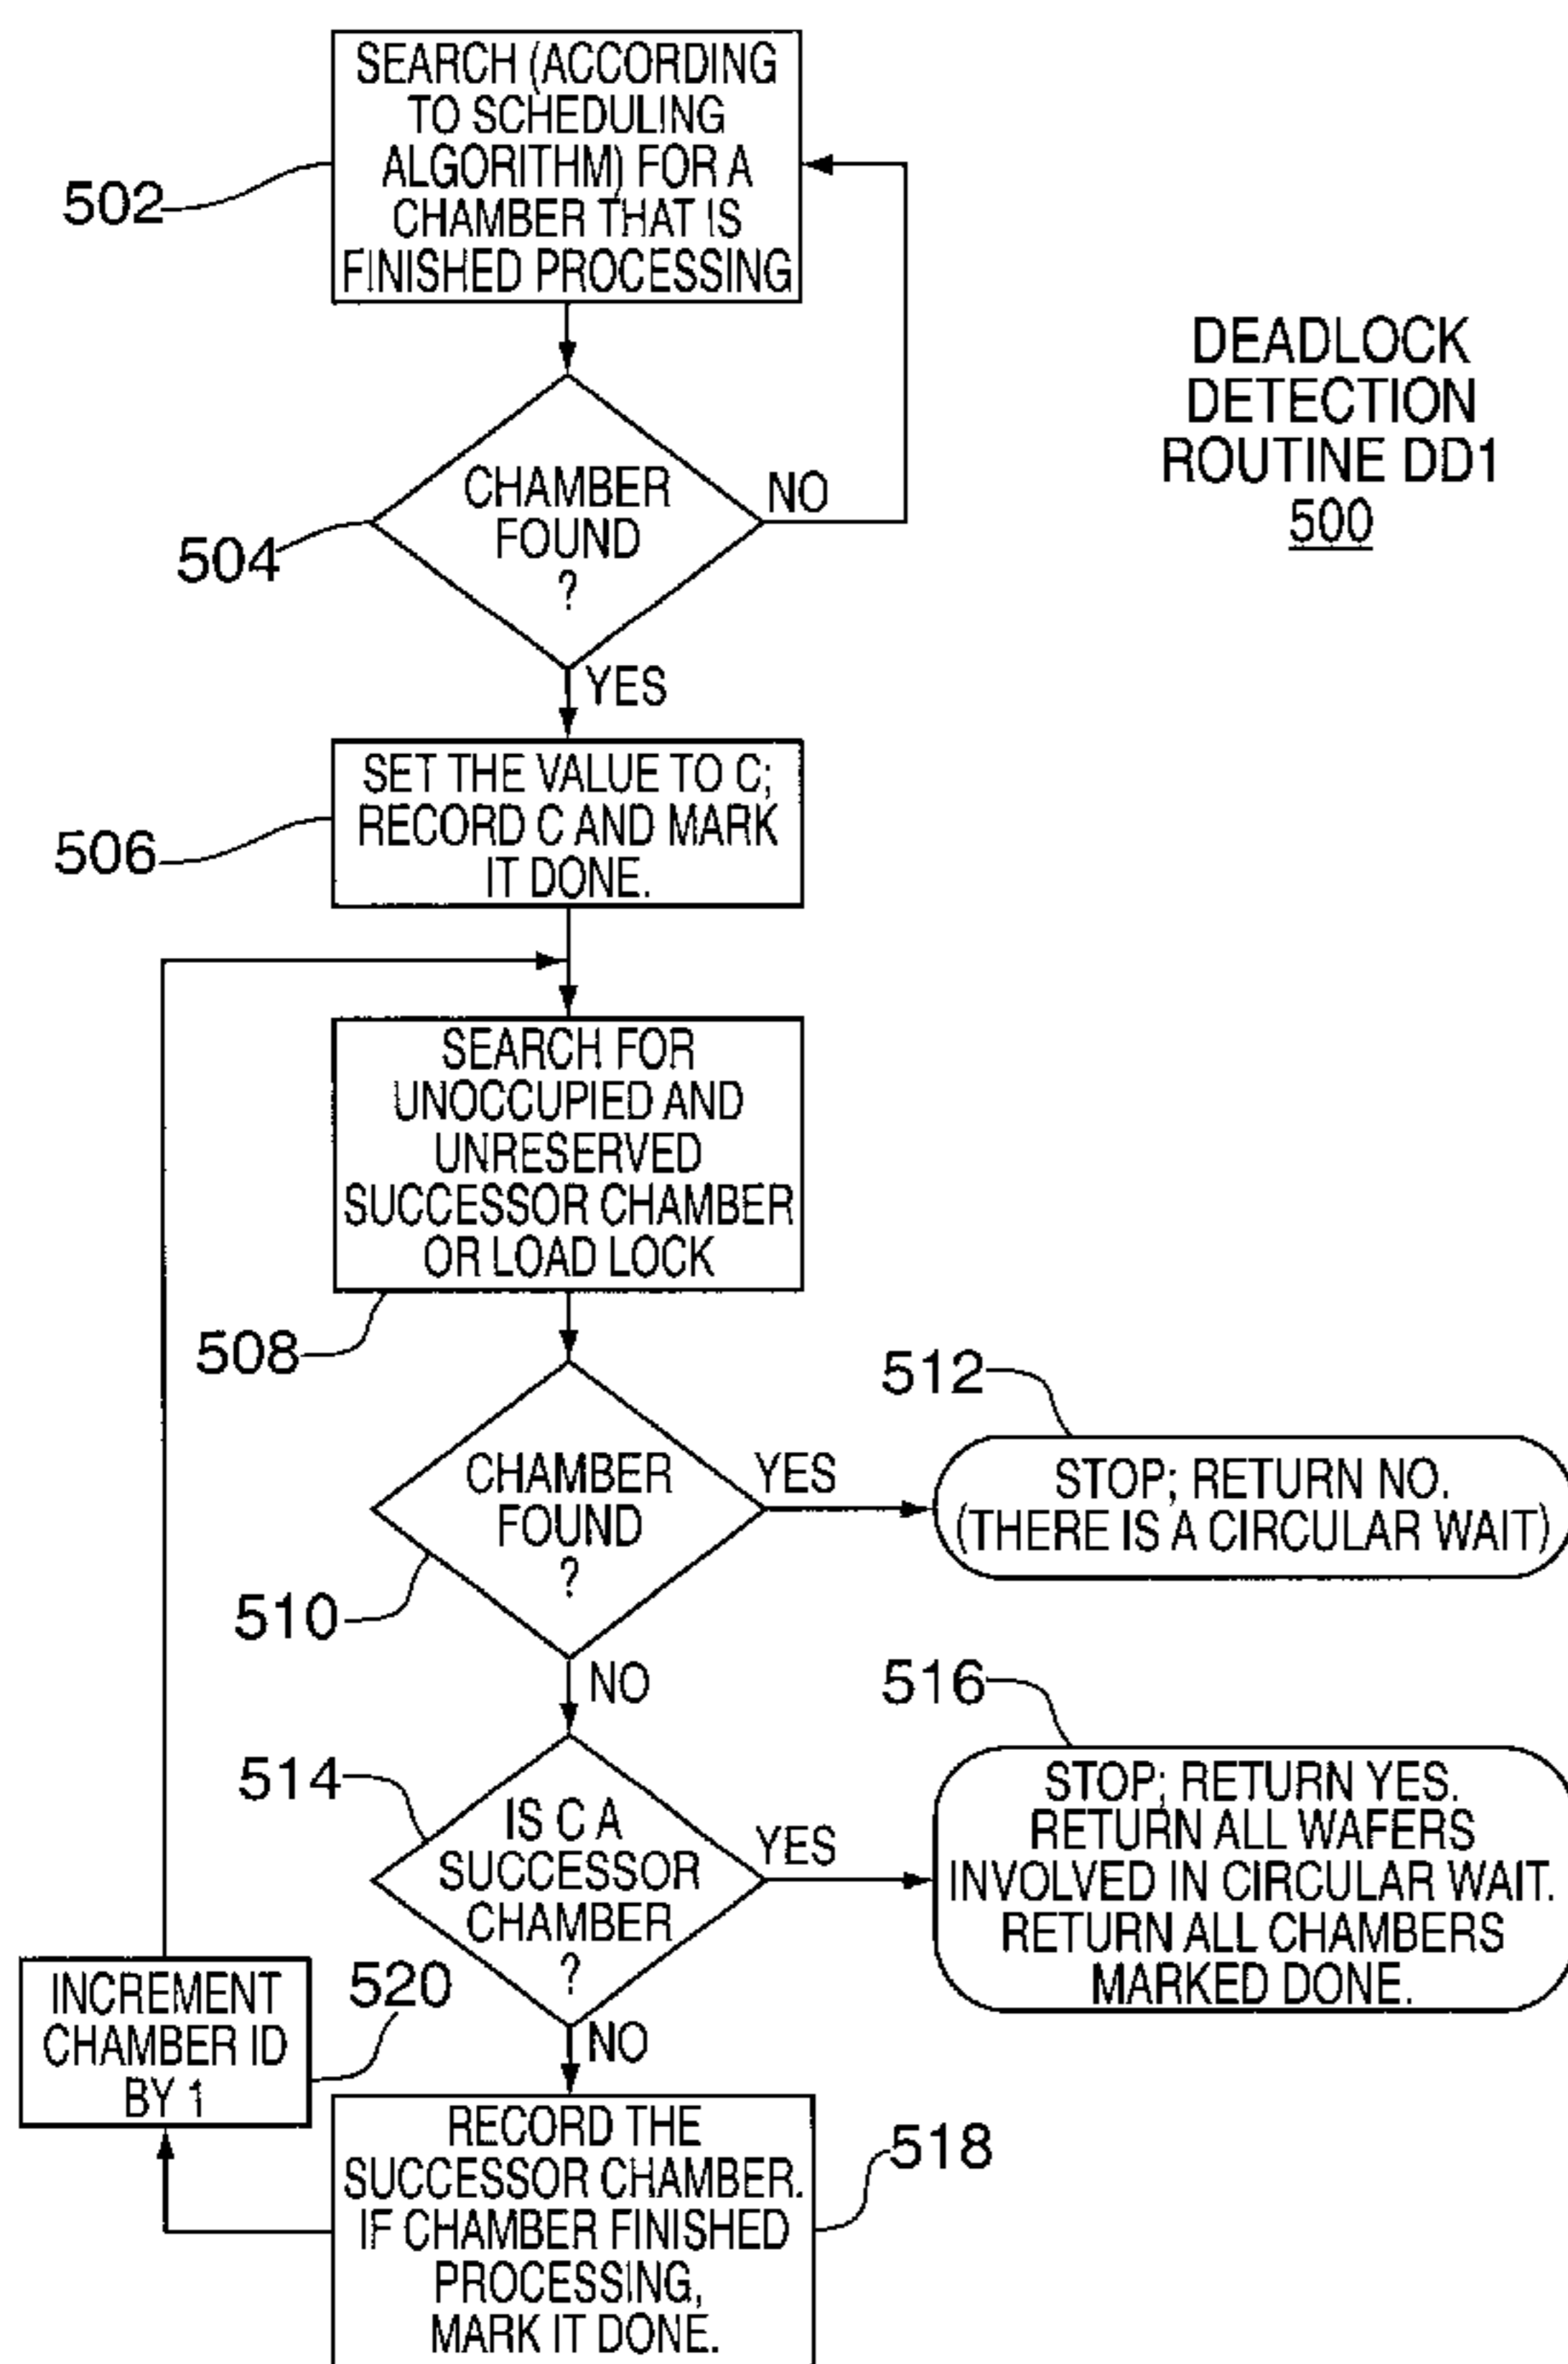 SEARCH (ACCORDING
TO SCHEDULING
ALGORITHM) FOR A
CHAMBER THAT IS
FINISHED PROCESSING
502
DEADLOCK
DETECTION
ROUTINE DD1
500
CHAMBER
FOUND
?
NO
504
YES
SET THE VALUE TO C;
RECORD C AND MARK
IT DONE.
506
SEARCH FOR
UNOCCUPIED AND
UNRESERVED
SUCCESSOR CHAMBER
OR LOAD LOCK
508
CHAMBER
FOUND
?
YES
510
512
STOP; RETURN NO.
(THERE IS A CIRCULAR WAIT)
NO
514
IS C A
SUCCESSOR
CHAMBER
?
YES
516
STOP; RETURN YES.
RETURN ALL WAFERS
INVOLVED IN CIRCULAR WAIT.
RETURN ALL CHAMBERS
MARKED DONE.
NO
INCREMENT
CHAMBER ID
BY 1
520
RECORD THE
SUCCESSOR CHAMBER.
IF CHAMBER FINISHED
PROCESSING,
MARK IT DONE.
518